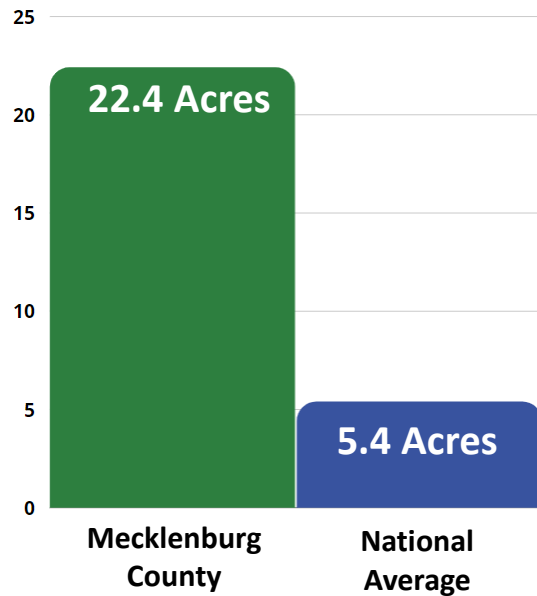 25
20
15
10
5
0
22.4 Acres
5.4 Acres
Mecklenburg
County
National
Average